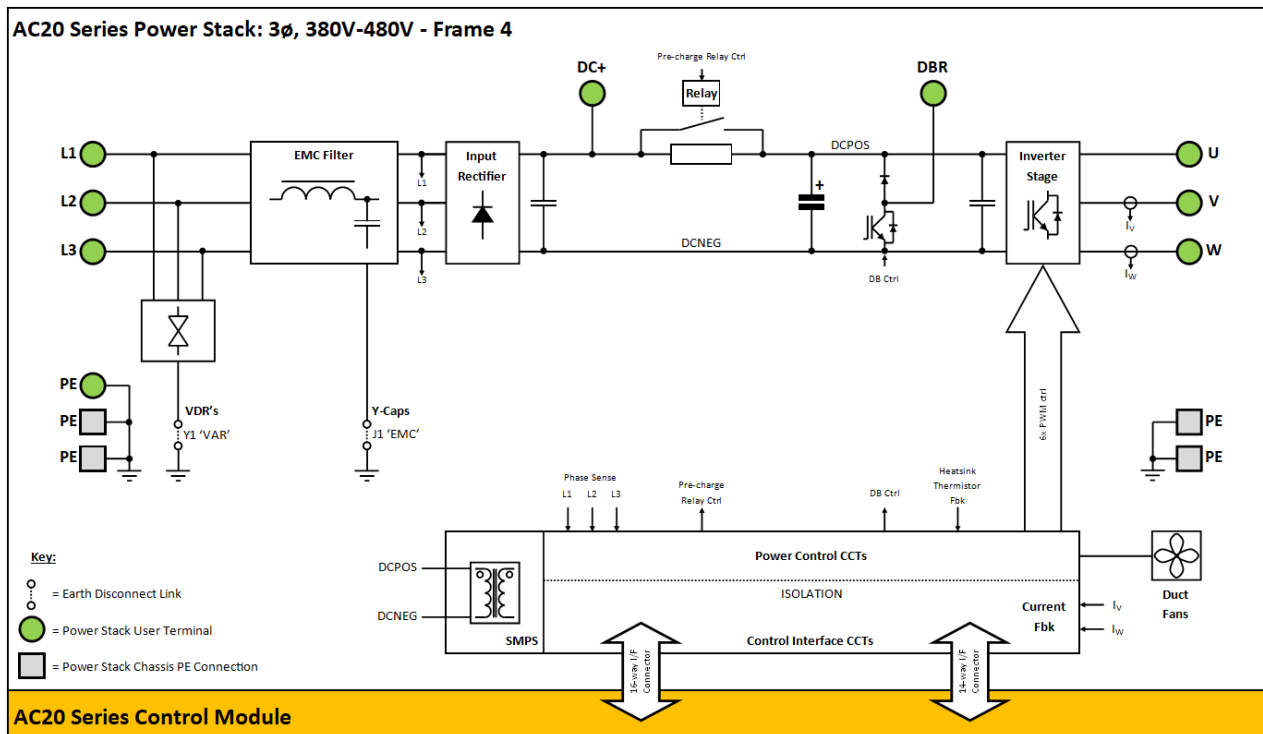 AC20 Series Power Stack: 3ø, 380V-480V - Frame 4
Pre-charge Relay Ctrl
DC+
DBR
Relay
L1
EMC Filter
L1
Input
Rectifier
DCPOS
Inverter
Stage
U
L2
L2
V
IV
L3
L3
DCNEG
DB Ctrl
W
IW
6x PWM ctrl
PE
PE
PE
VDR's
Y1 'VAR'
Y-Caps
J1 'EMC'
PE
PE
Phase Sense
L1 L2 L3
Pre-charge
Relay Ctrl
DB Ctrl
Heatsink
Thermistor
Fbk
Key:
= Earth Disconnect Link
= Power Stack User Terminal
= Power Stack Chassis PE Connection
DCPOS
DCNEG
SMPS
Power Control CCTs
ISOLATION
Control Interface CCTs
Current
Fbk
IV
IW
Duct
Fans
16-way I/F
Connector
14-way I/F
Connector
AC20 Series Control Module